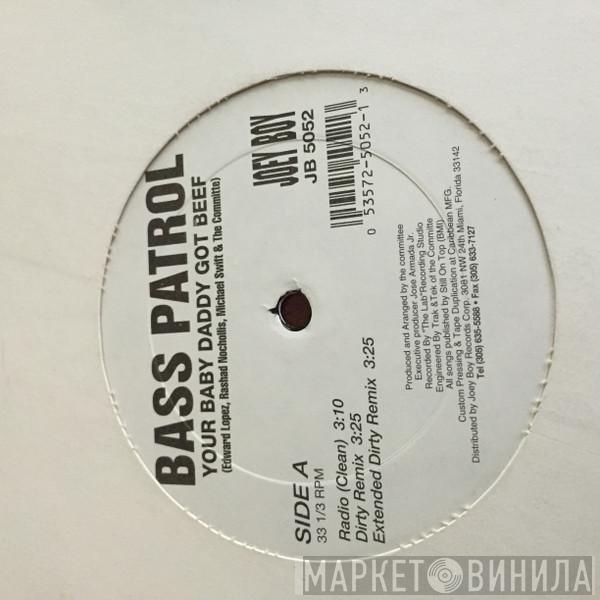 BASS PATROL
YOUR BABY DADDY GOT BEEF
(Edward Lopez, Rashad Nochollis, Michael Swift & The Committe)
JOEY BOY
JB 5052
0 53572-5052-1 3
SIDE A
33 1/3 RPM
Radio (Clean) 3:10
Dirty Remix 3:25
Extended Dirty Remix 3:25
Produced and Aranged by the committee
Executive producer Jose Armada Jr.
Recorded By "The Lab" Recording Studio
Engineered By Trak & Tek of the Committe
All songs published by Still On Top (BMI)
Custom Pressing & Tape Duplication at Caribbean MFG.
Distributed by Joey Boy Records Corp. 3081 NW 24th Miami, Florida 33142
Tel (305) 635-5588 • Fax (305) 633-7127
МАРКЕТ ВИНИЛА